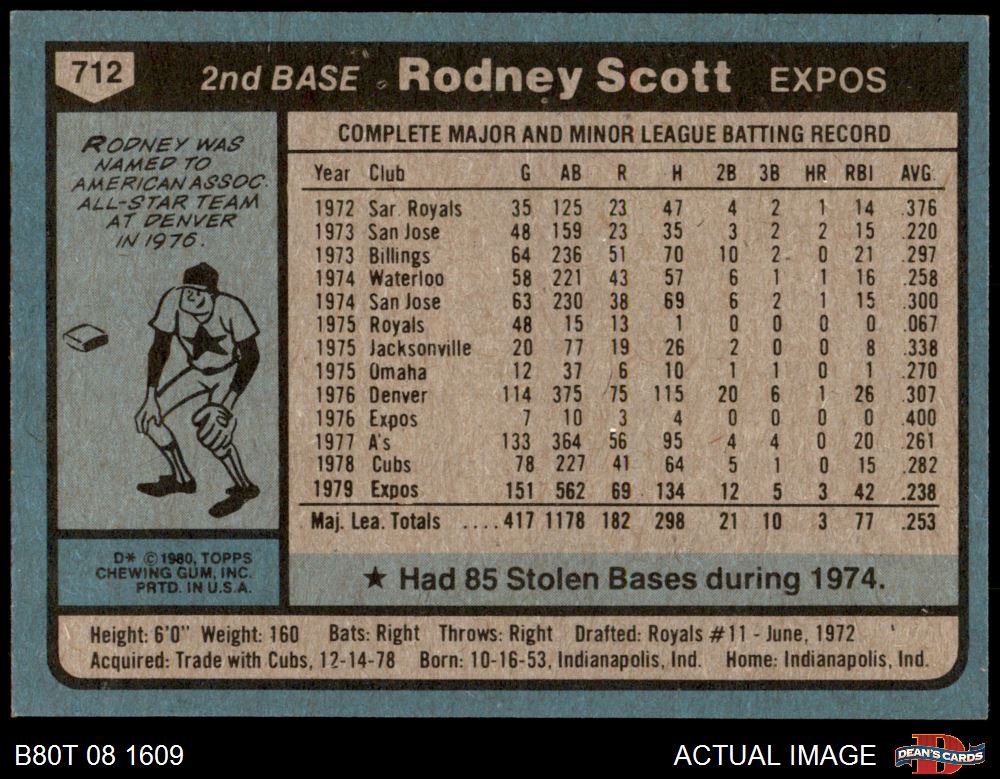 712 2nd BASE Rodney Scott EXPOS
RODNEY WAS
NAMED TO
AMERICAN ASSOC.
ALL-STAR TEAM
AT DENVER
IN 1976.
COMPLETE MAJOR AND MINOR LEAGUE BATTING RECORD
Year Club G AB R H 2B 3B HR RBI AVG.
1972 Sar. Royals 35 125 23 47 4 2 1 14 .376
1973 San Jose 48 159 23 35 3 2 2 15 .220
1973 Billings 64 236 51 70 10 2 0 21 .297
1974 Waterloo 58 221 43 57 6 1 1 16 .258
1974 San Jose 63 230 38 69 6 2 1 15 .300
1975 Royals 48 15 13 1 0 0 0 0 .067
1975 Jacksonville 20 77 19 26 2 0 0 8 .338
1975 Omaha 12 37 6 10 1 1 0 1 .270
1976 Denver 114 375 75 115 20 6 1 26 .307
1976 Expos 7 10 3 4 0 0 0 0 .400
1977 A's 133 364 56 95 4 4 0 20 .261
1978 Cubs 78 227 41 64 5 1 0 15 .282
1979 Expos 151 562 69 134 12 5 3 42 .238
Maj. Lea. Totals ....417 1178 182 298 21 10 3 77 .253
D* © 1980, TOPPS
CHEWING GUM, INC.
PRTD. IN U.S.A.
★ Had 85 Stolen Bases during 1974.
Height: 6'0" Weight: 160 Bats: Right Throws: Right Drafted: Royals #11 - June, 1972
Acquired: Trade with Cubs, 12-14-78 Born: 10-16-53, Indianapolis, Ind. Home: Indianapolis, Ind.
B80T 08 1609 ACTUAL IMAGE D DEAN'S CARDS